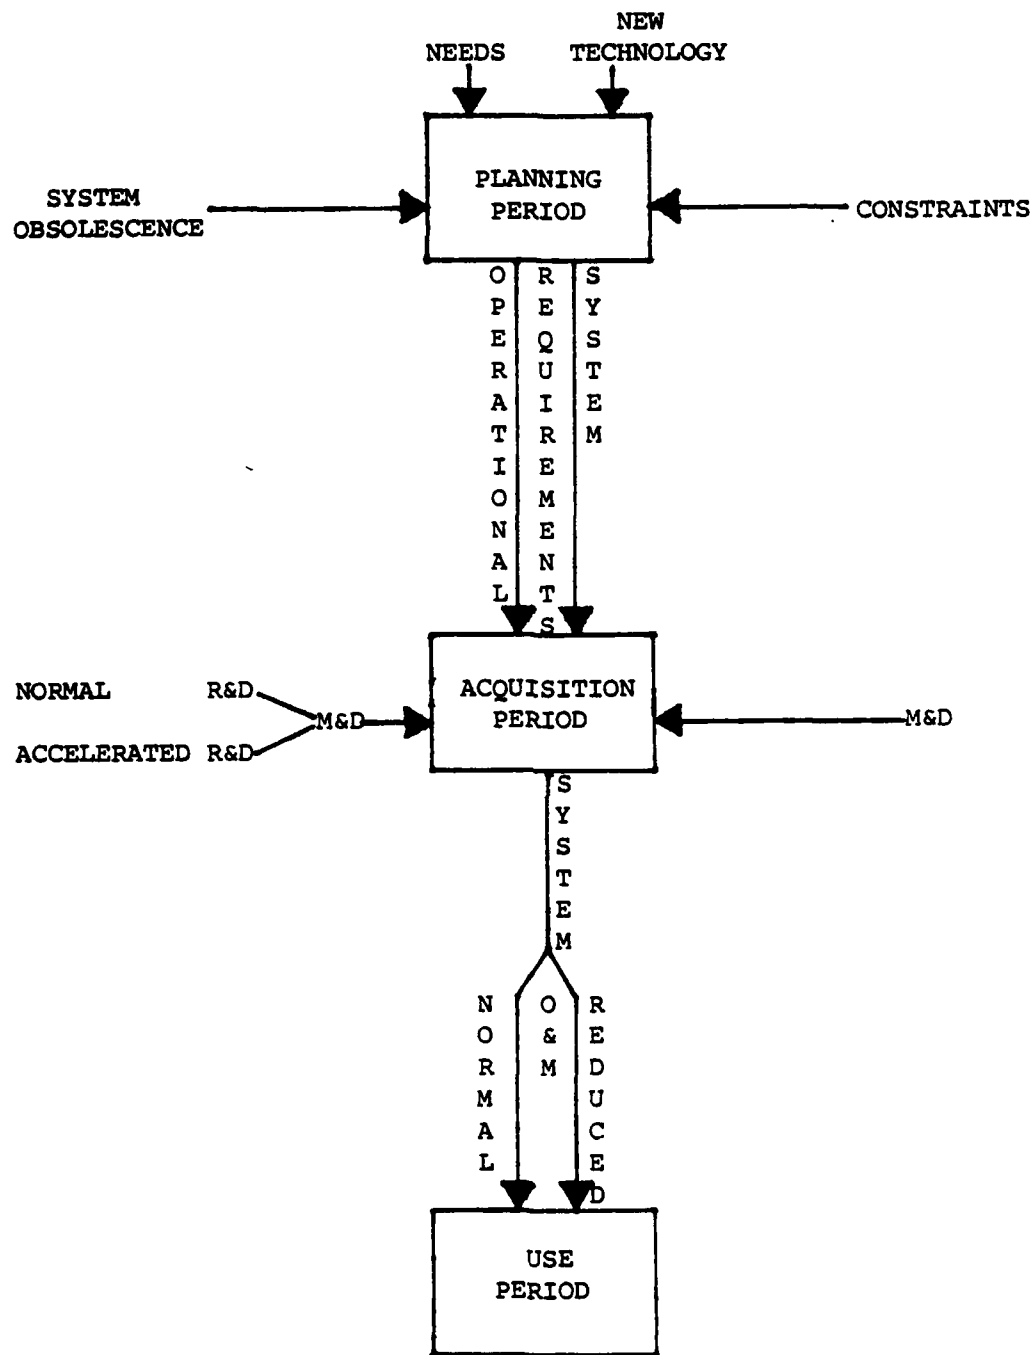 NEEDS
NEW
TECHNOLOGY
PLANNING
PERIOD
SYSTEM
OBSOLESCENCE
CONSTRAINTS
OPERATIONAL
REQUIREMENTS
SYSTEM
NORMAL R&D
M&D
ACCELERATED R&D
ACQUISITION
PERIOD
M&D
SYSTEM
NORMAL
O&M
REDUCED
USE
PERIOD